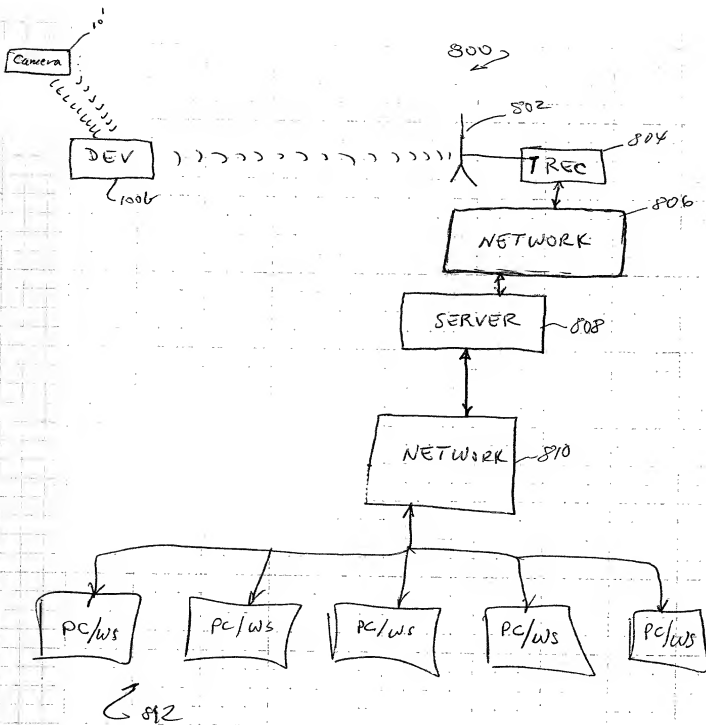 10'
Camera
800
802
DEV
804
TREC
100b
806
NETWORK
SERVER
808
NETWORK
810
PC/WS
PC/WS
PC/WS
PC/WS
PC/WS
812